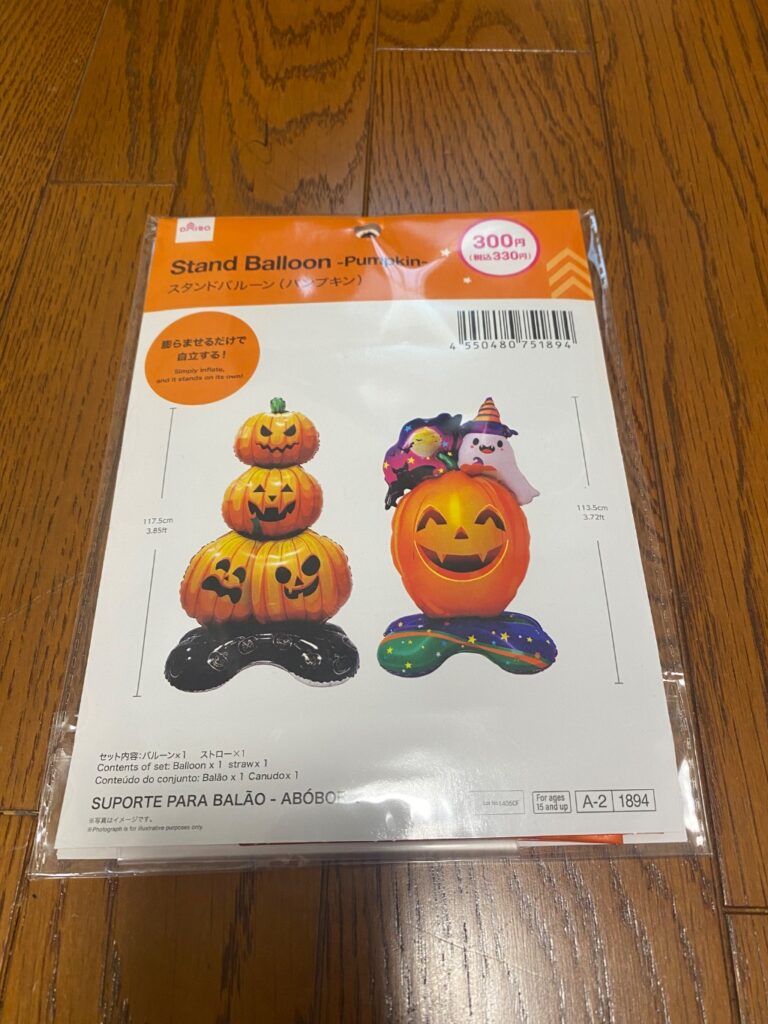 DAISO
Stand Balloon -Pumpkin-
スタンドバルーン(パンプキン)
300円
(税込330円)
4 550480 751894
膨らませるだけで
自立する!
Simply inflate,
and it stands on its own!
117.5cm
3.85ft
113.5cm
3.72ft
セット内容:バルーン×1 ストロー×1
Contents of set: Balloon x 1 straw x 1
Conteúdo do conjunto: Balão x 1 Canudo x 1
SUPORTE PARA BALÃO - ABÓBO
※写真はイメージです。
※Photograph is for illustrative purposes only.
Lot No.
For ages
15 and up
A-2 1894